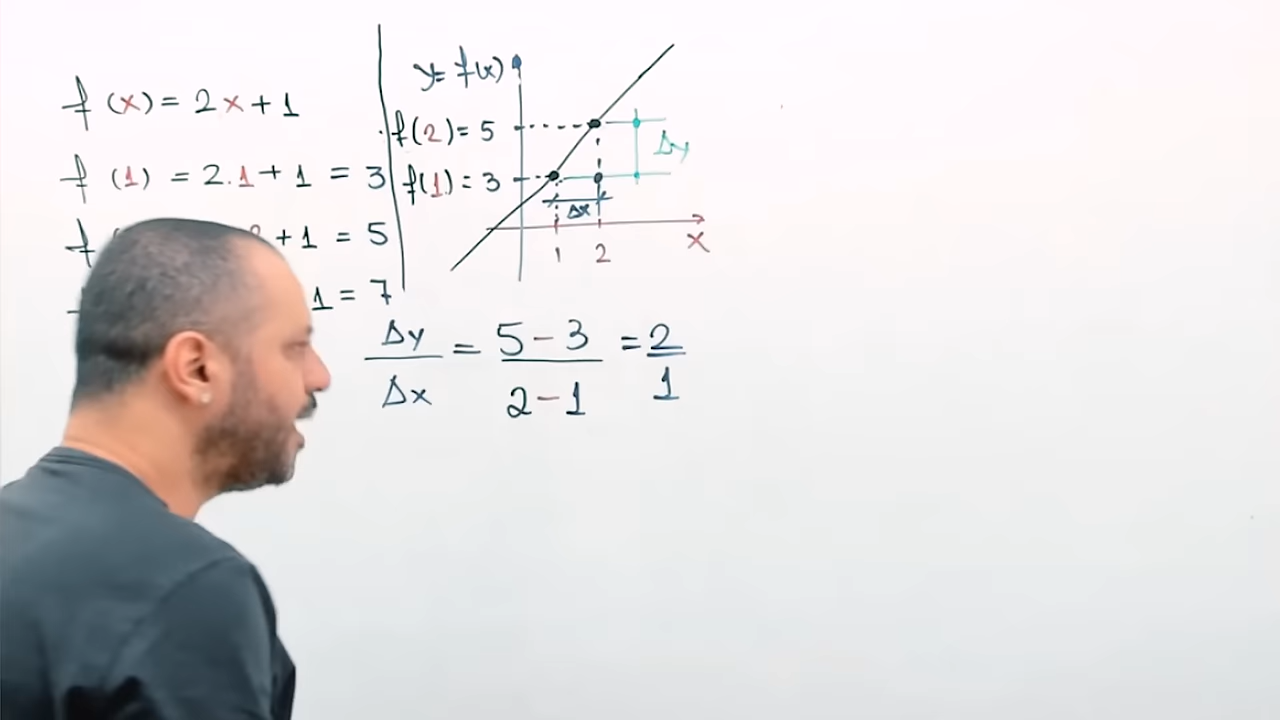 f(x) = 2x + 1
f(1) = 2.1 + 1 = 3
f + 1 = 5
1 = 7
y = f(x)
f(2) = 5
Δy
f(1) = 3
Δx
x
1 2
Δy/Δx = 5 - 3/2 - 1 = 2/1